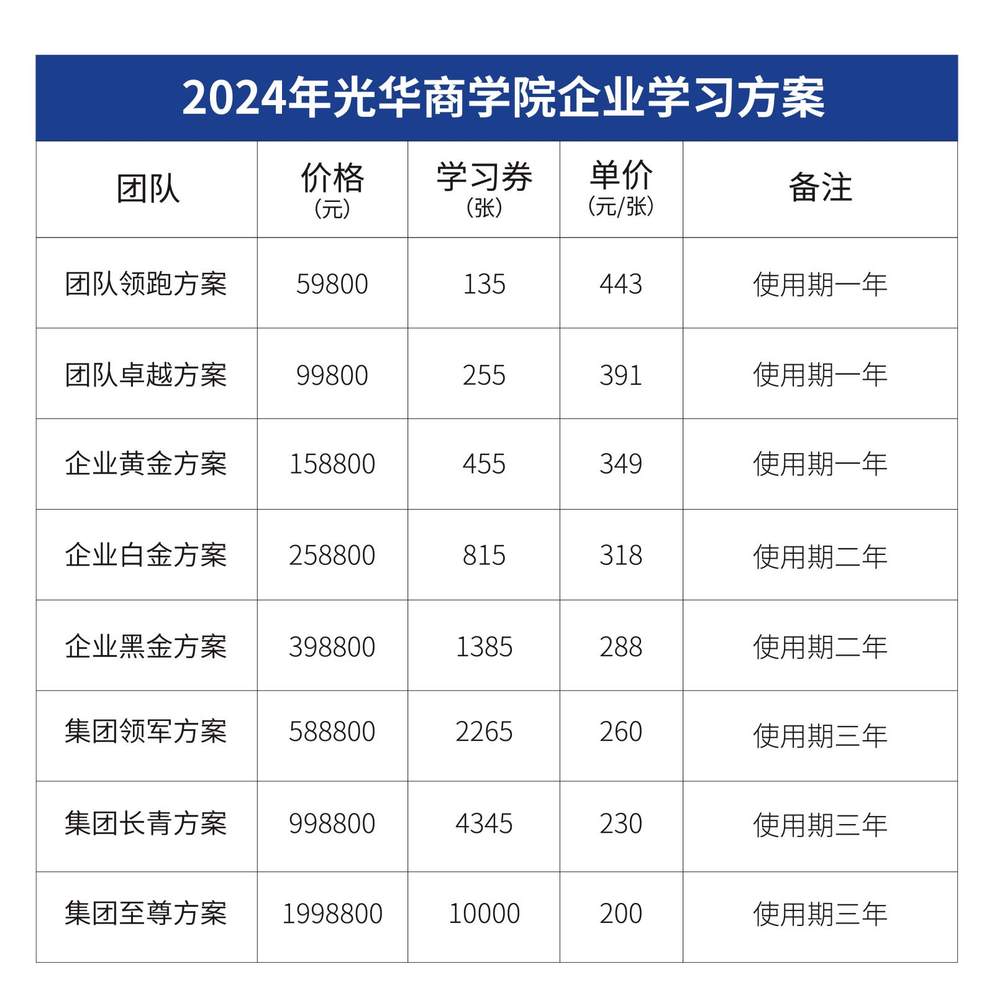 2024年光华商学院企业学习方案
团队 价格 学习券 单价 备注
（元） （张） （元/张）
团队领跑方案 59800 135 443 使用期一年
团队卓越方案 99800 255 391 使用期一年
企业黄金方案 158800 455 349 使用期一年
企业白金方案 258800 815 318 使用期二年
企业黑金方案 398800 1385 288 使用期二年
集团领军方案 588800 2265 260 使用期三年
集团长青方案 998800 4345 230 使用期三年
集团至尊方案 1998800 10000 200 使用期三年